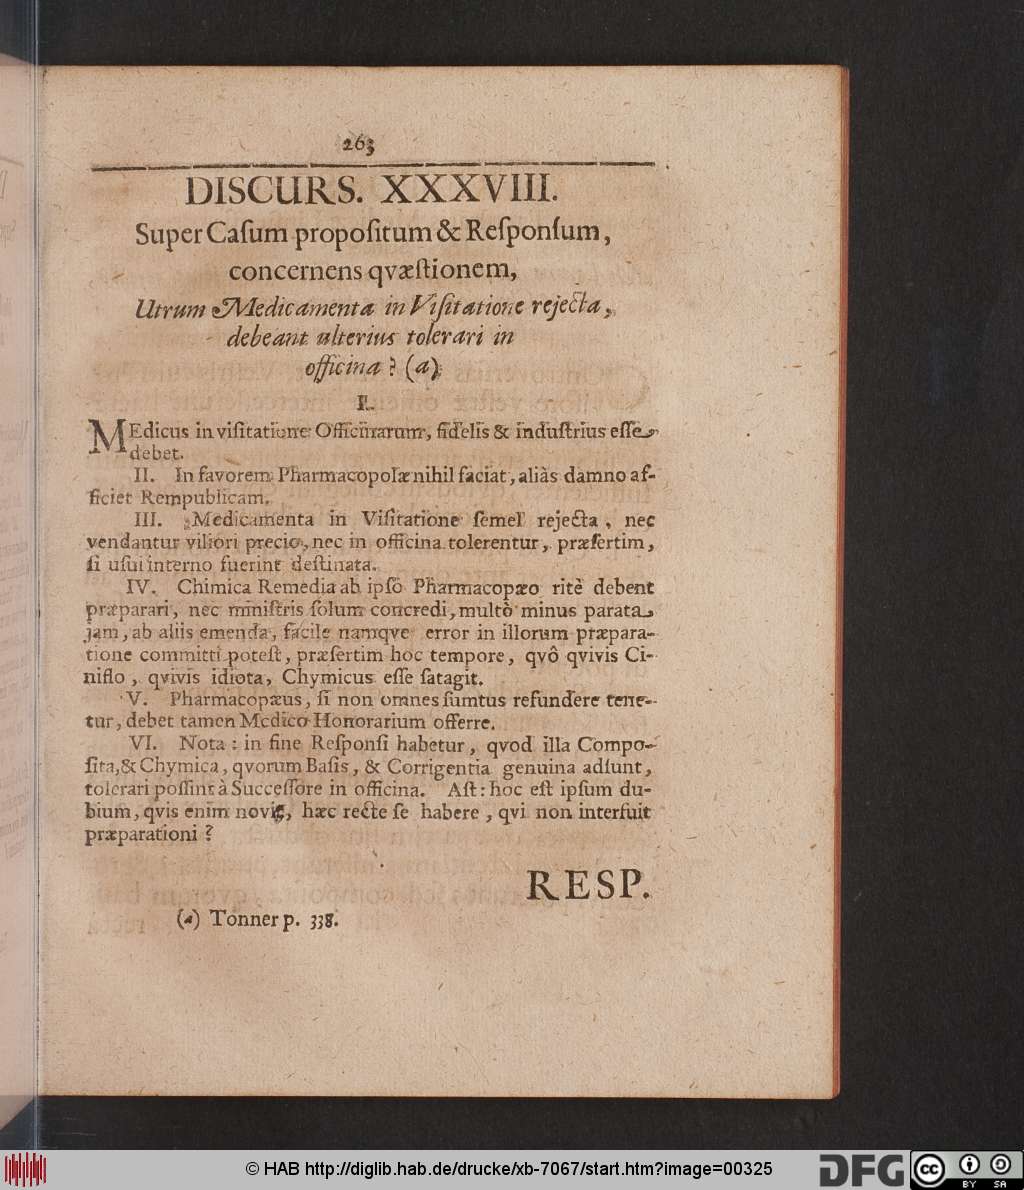 263
DISCURS. XXXVIII.
Super Caſum propoſitum & Reſponſum,
concernens qvæſtionem,
Utrum Medicamenta in Viſitatione rejecta,
debeant ulterius tolerari in
officina? (a)
I.
MEdicus in viſitatione Officinarum, fidelis & induſtrius eſſe
debet.
II. In favorem Pharmacopolæ nihil faciat, aliàs damno af-
ficiet Rempublicam.
III. Medicamenta in Viſitatione ſemel rejecta, nec
vendantur viliori precio, nec in officina tolerentur, præſertim,
ſi uſui interno fuerint deſtinata.
IV. Chimica Remedia ab ipſô Pharmacopæo ritè debent
præparari, nec miniſtris ſolum concredi, multò minus parata
jam, ab aliis emenda, facile namqve error in illorum præpara-
tione committi poteſt, præſertim hoc tempore, qvô qvivis Ci-
niflo, qvivis idiota, Chymicus eſſe ſatagit.
V. Pharmacopæus, ſi non omnes ſumtus refundere tene-
tur, debet tamen Medico Honorarium offerre.
VI. Nota: in fine Reſponſi habetur, qvod illa Compo-
ſita, & Chymica, qvorum Baſis, & Corrigentia genuina adſunt,
tolerari poſſint à Succeſſore in officina. Aſt: hoc eſt ipſum du-
bium, qvis enim novit, hæc recte ſe habere, qvi non interfuit
præparationi?
RESP.
(a) Tonner p. 338.
© HAB http://diglib.hab.de/drucke/xb-7067/start.htm?image=00325
DFG
cc BY SA